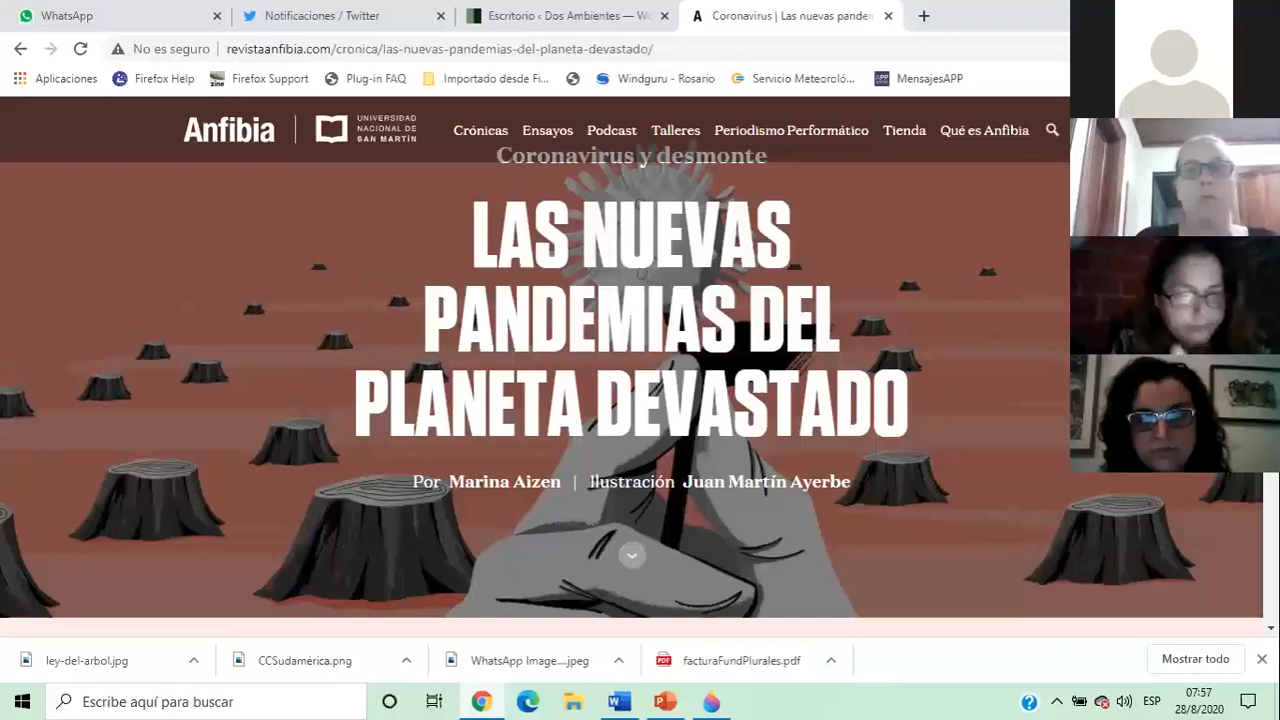 WhatsApp
Notificaciones / Twitter
Escritorio ‹ Dos Ambientes — Wo
Coronavirus | Las nuevas panden
No es seguro
revistaanfibia.com/cronica/las-nuevas-pandemias-del-planeta-devastado/
Aplicaciones
Firefox Help
Firefox Support
Plug-in FAQ
Importado desde Fi...
Windguru - Rosario
Servicio Meteoroló...
MensajesAPP
Anfibia
UNIVERSIDAD
NACIONAL DE
SAN MARTÍN
Crónicas
Ensayos
Podcast
Talleres
Periodismo Performático
Tienda
Qué es Anfibia
Coronavirus y desmonte
LAS NUEVAS
PANDEMIAS DEL
PLANETA DEVASTADO
Por Marina Aizen | Ilustración Juan Martín Ayerbe
ley-del-arbol.jpg
CCSudamérica.png
WhatsApp Image....jpeg
facturaFundPlurales.pdf
Mostrar todo
Escribe aquí para buscar
ESP
07:57
28/8/2020